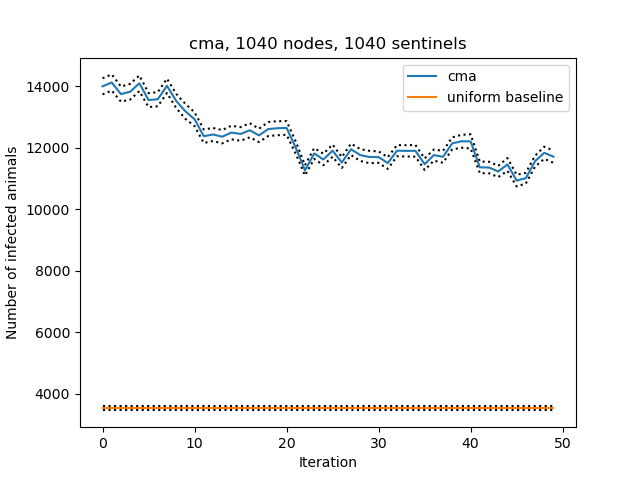 cma, 1040 nodes, 1040 sentinels
cma
uniform baseline
Number of infected animals
14000
12000
10000
8000
6000
4000
0 10 20 30 40 50
Iteration